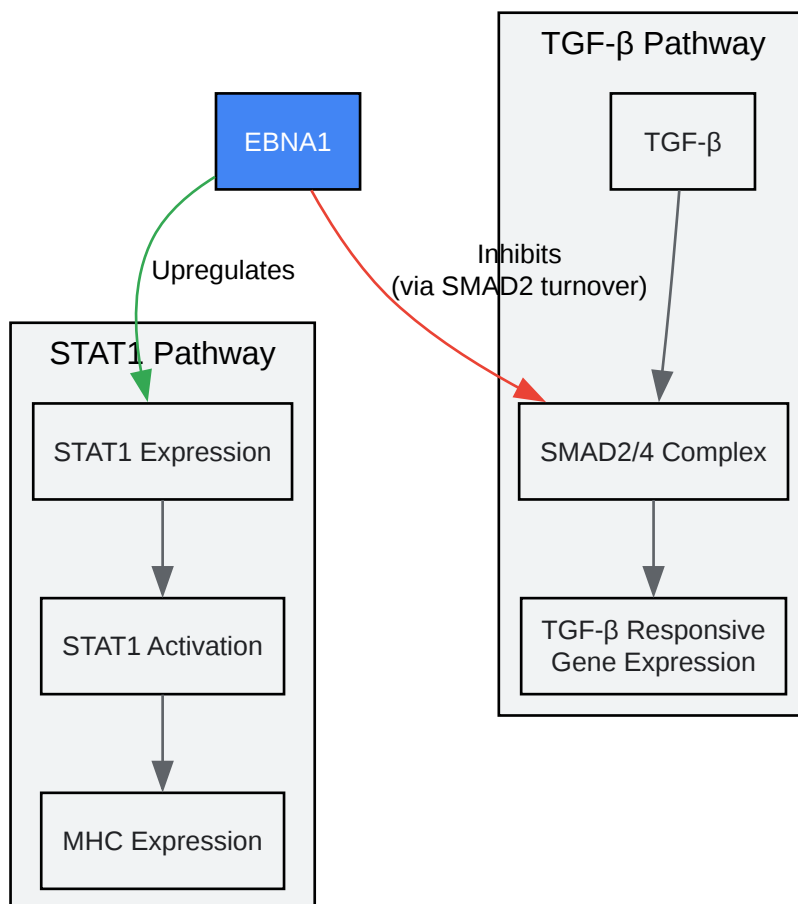 TGF-β Pathway
EBNA1
TGF-β
Upregulates
Inhibits
(via SMAD2 turnover)
STAT1 Pathway
STAT1 Expression
SMAD2/4 Complex
STAT1 Activation
TGF-β Responsive
Gene Expression
MHC Expression